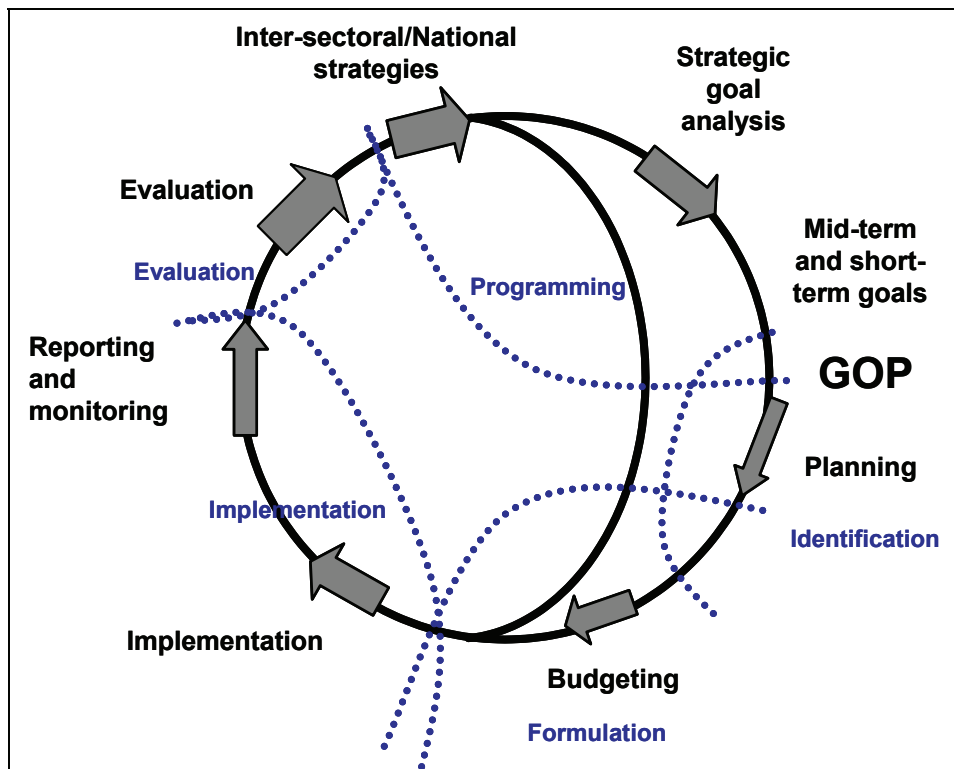 Inter-sectoral/National
strategies
Strategic
goal
analysis
Evaluation
Mid-term
and short-
term goals
Evaluation
Programming
Reporting
and
monitoring
GOP
Planning
Implementation
Identification
Implementation
Budgeting
Formulation